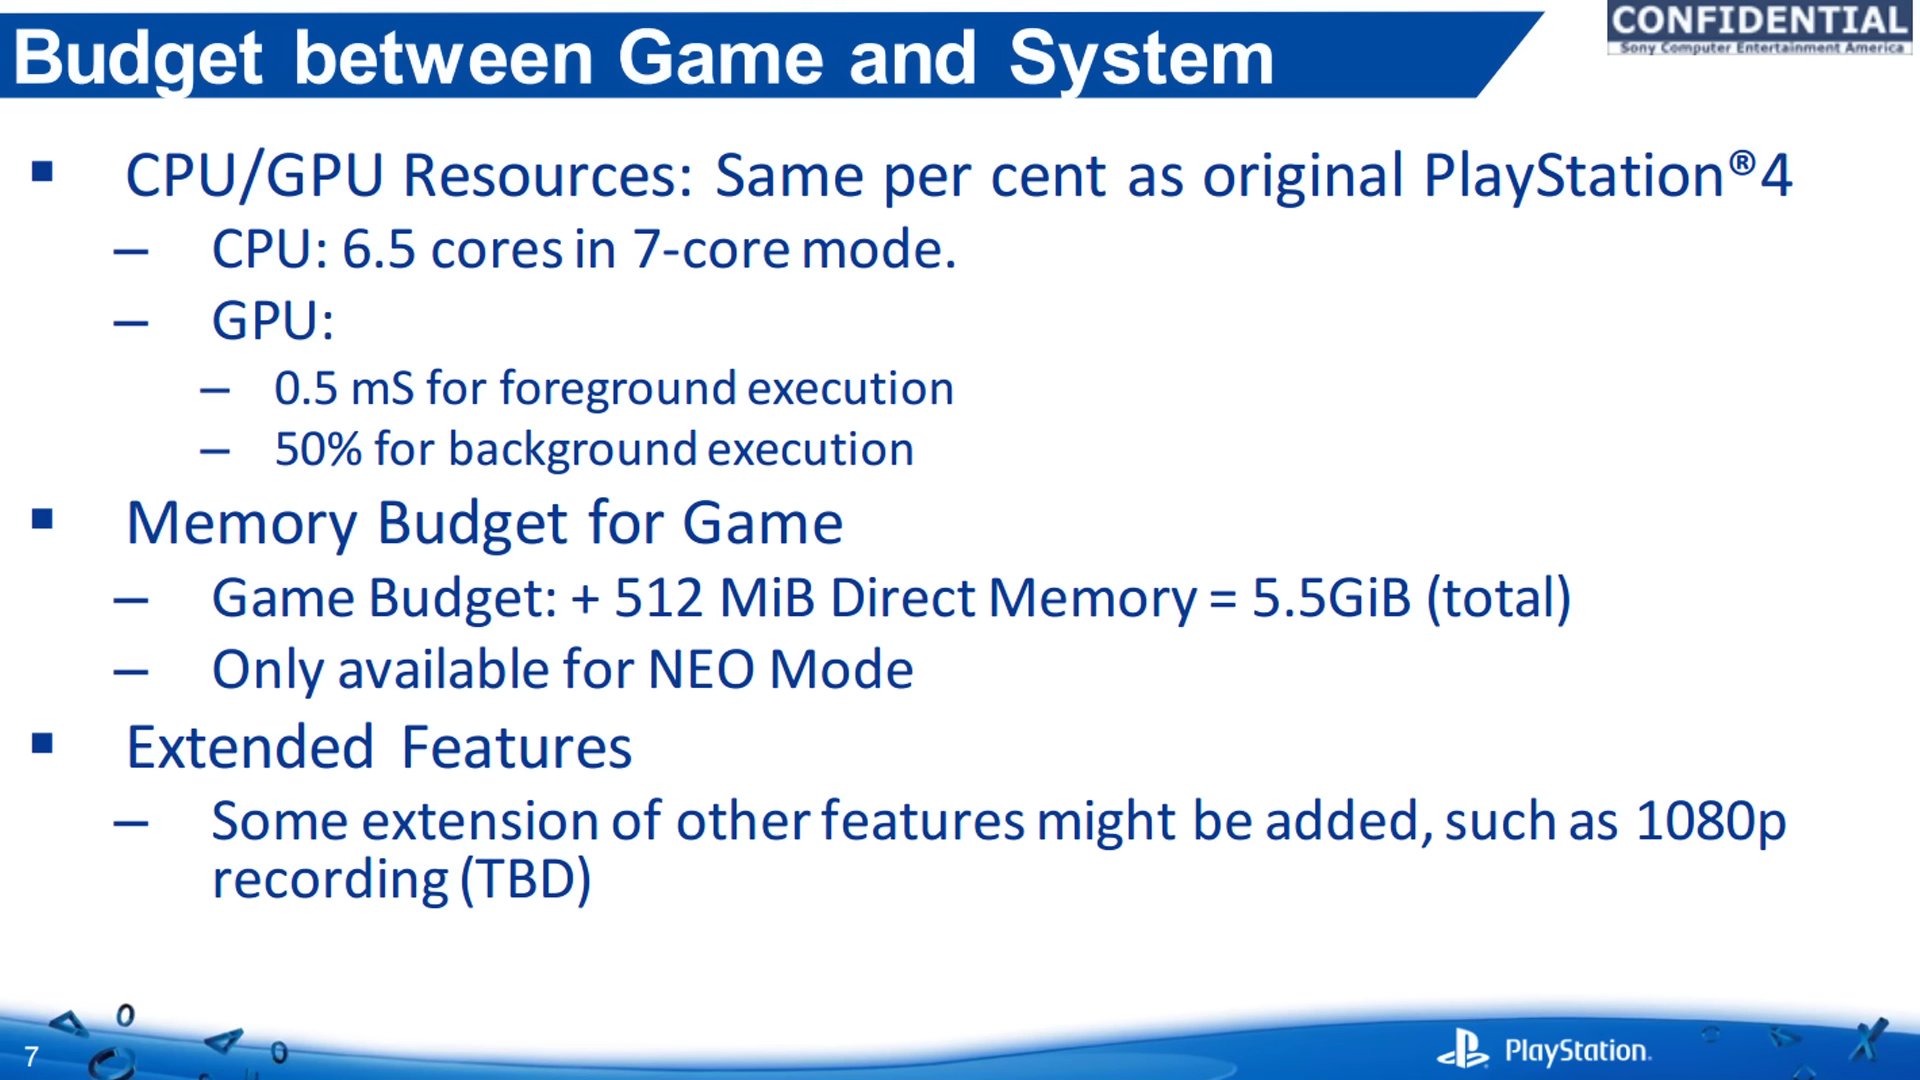 CONFIDENTIAL
Sony Computer Entertainment America
Budget between Game and System
▪ CPU/GPU Resources: Same per cent as original PlayStation®4
– CPU: 6.5 cores in 7-core mode.
– GPU:
– 0.5 mS for foreground execution
– 50% for background execution
▪ Memory Budget for Game
– Game Budget: + 512 MiB Direct Memory = 5.5GiB (total)
– Only available for NEO Mode
▪ Extended Features
– Some extension of other features might be added, such as 1080p
recording (TBD)
7
PlayStation.